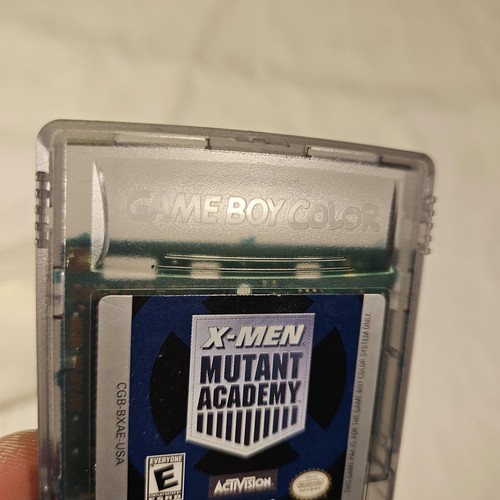 GAME BOY COLOR
X-MEN
MUTANT
ACADEMY
CGB-BXAE-USA
EVERYONE
E
ACTIVISION